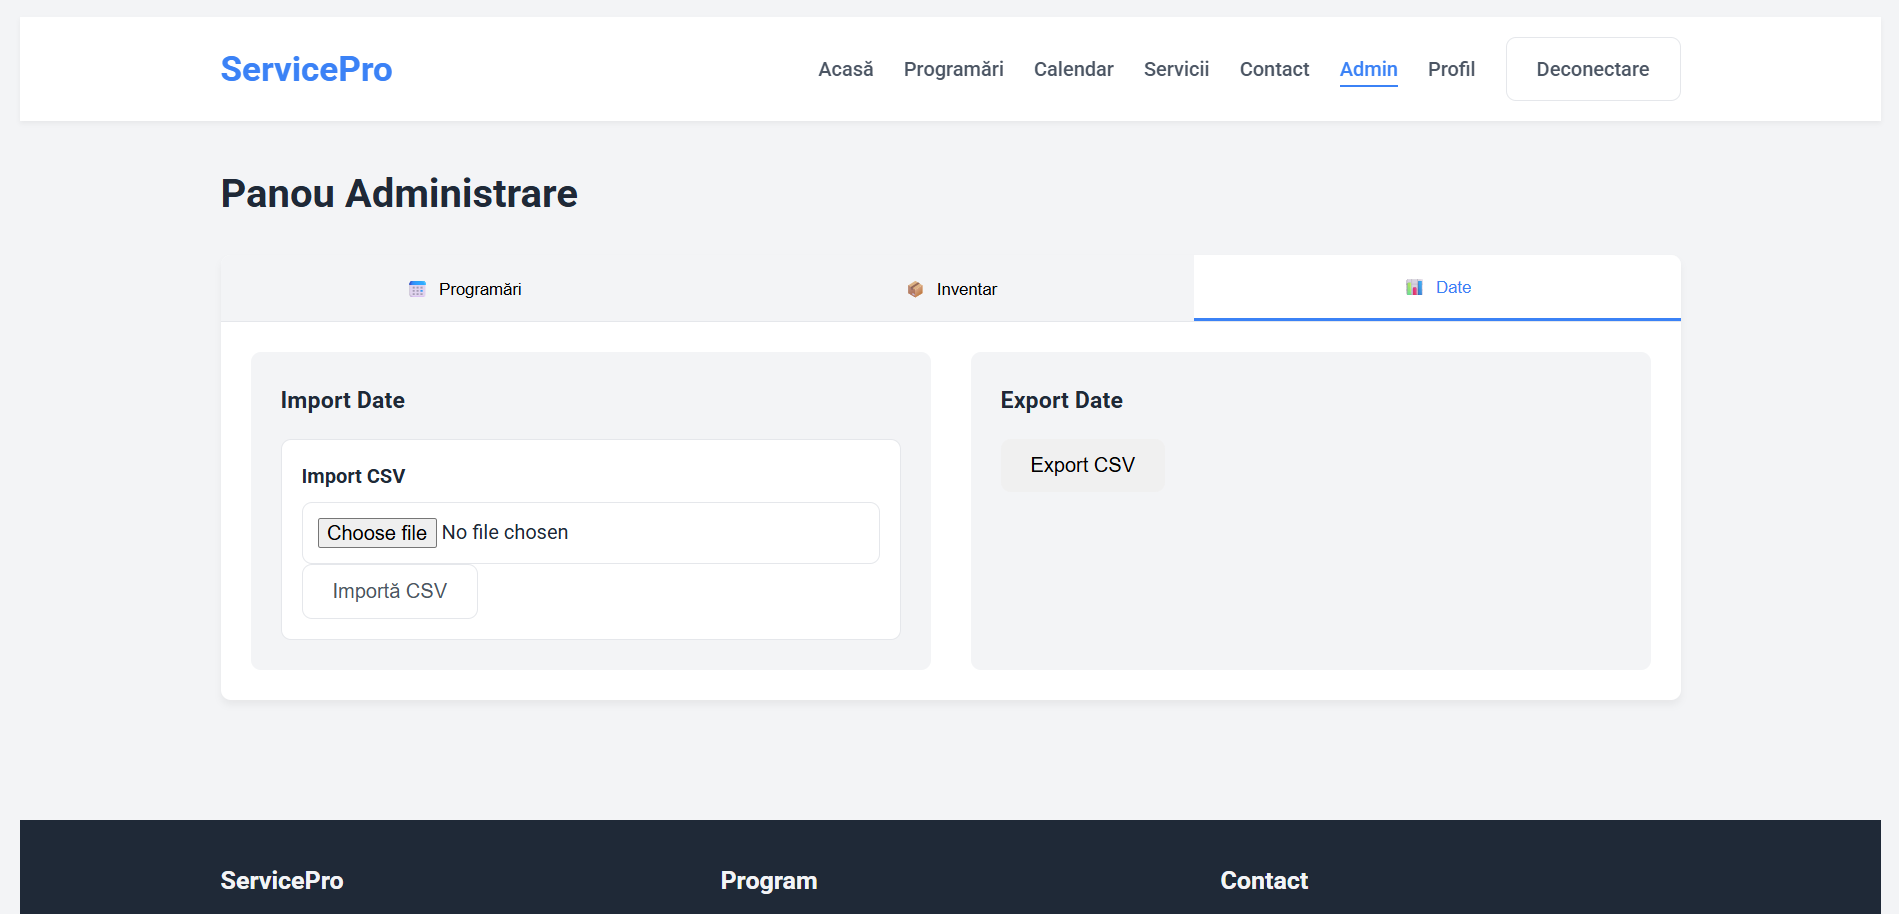 ServicePro
Acasă Programări Calendar Servicii Contact Admin Profil Deconectare
Panou Administrare
Programări Inventar Date
Import Date
Import CSV
Choose file No file chosen
Importă CSV
Export Date
Export CSV
ServicePro Program Contact